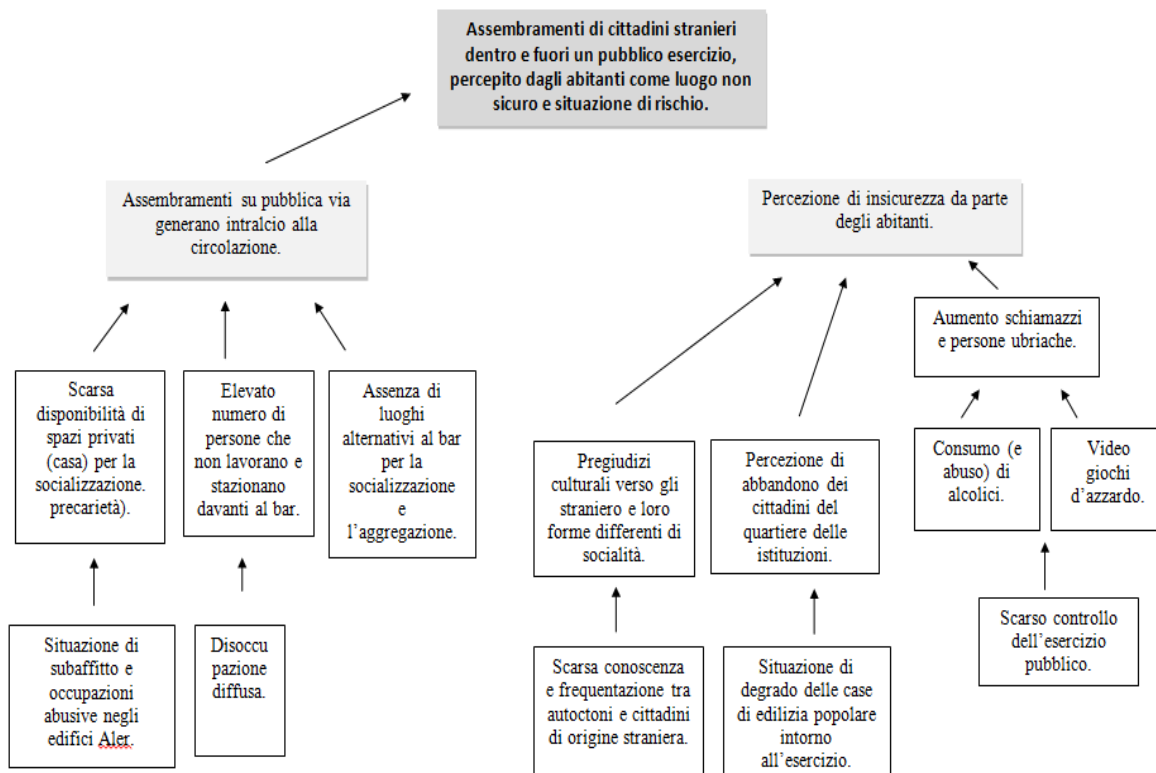 Assembramenti di cittadini stranieri
dentro e fuori un pubblico esercizio,
percepito dagli abitanti come luogo non
sicuro e situazione di rischio.
Assembramenti su pubblica via
generano intralcio alla
circolazione.
Percezione di insicurezza da parte
degli abitanti.
Aumento schiamazzi
e persone ubriache.
Scarsa
disponibilità di
spazi privati
(casa) per la
socializzazione.
precarietà).
Elevato
numero di
persone che
non lavorano e
stazionano
davanti al bar.
Assenza di
luoghi
alternativi al bar
per la
socializzazione
e
l’aggregazione.
Pregiudizi
culturali verso gli
straniero e loro
forme differenti di
socialità.
Percezione di
abbandono dei
cittadini del
quartiere delle
istituzioni.
Consumo (e
abuso) di
alcolici.
Video
giochi
d’azzardo.
Situazione di
subaffitto e
occupazioni
abusive negli
edifici Aler.
Disoccu
pazione
diffusa.
Scarsa conoscenza
e frequentazione tra
autoctoni e cittadini
di origine straniera.
Situazione di
degrado delle case
di edilizia popolare
intorno
all’esercizio.
Scarso controllo
dell’esercizio
pubblico.